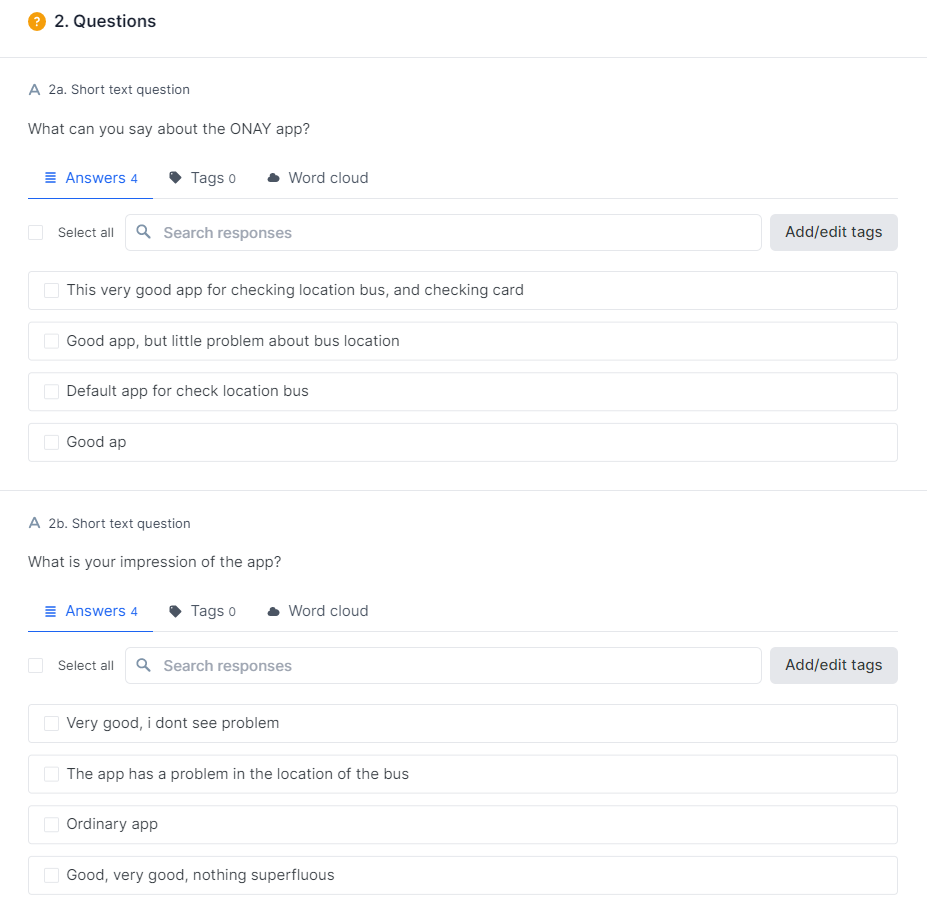 2. Questions
2a. Short text question
What can you say about the ONAY app?
Answers 4 Tags 0 Word cloud
Select all Search responses Add/edit tags
This very good app for checking location bus, and checking card
Good app, but little problem about bus location
Default app for check location bus
Good ap
2b. Short text question
What is your impression of the app?
Answers 4 Tags 0 Word cloud
Select all Search responses Add/edit tags
Very good, i dont see problem
The app has a problem in the location of the bus
Ordinary app
Good, very good, nothing superfluous